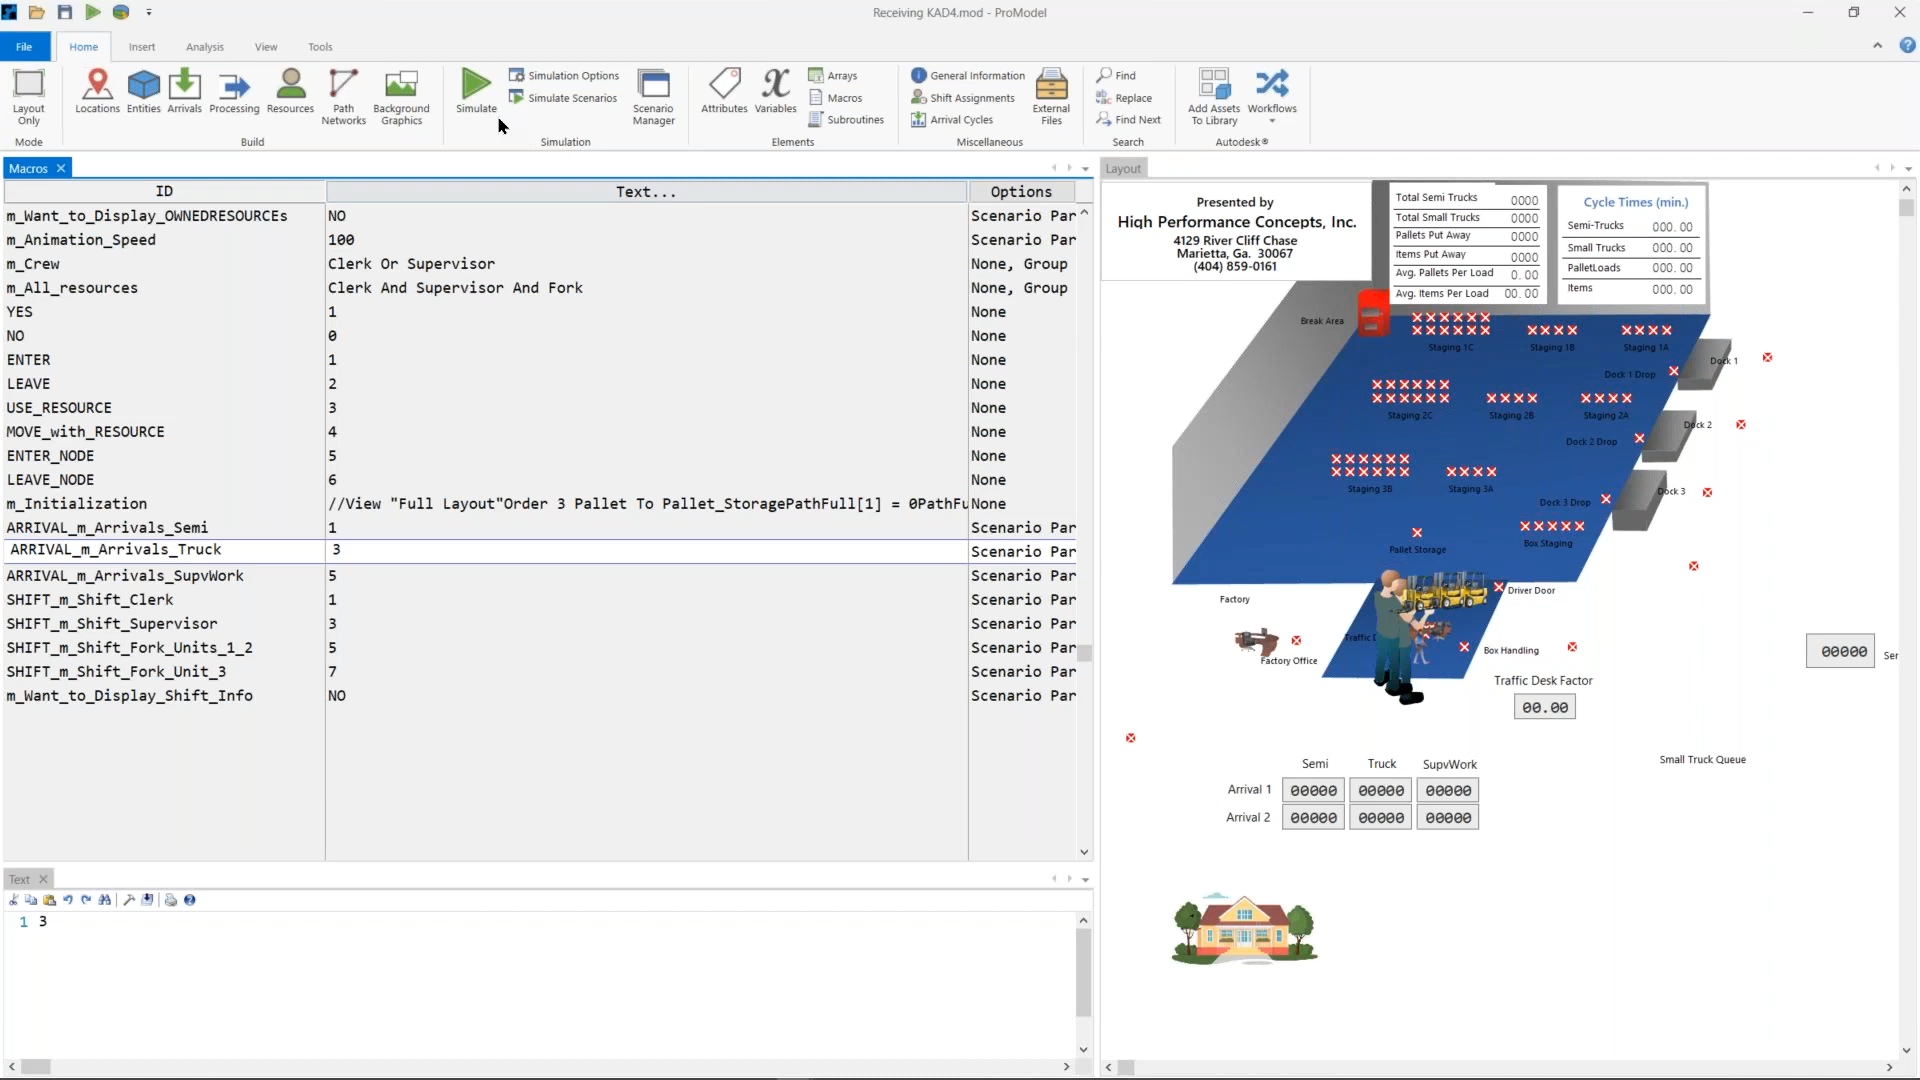 Receiving KAD4.mod - ProModel
File Home Insert Analysis View Tools
Layout Only
Mode
Locations Entities Arrivals Processing Resources Path Networks Background Graphics
Build
Simulate
Simulation Options
Simulate Scenarios
Scenario Manager
Simulation
Attributes Variables
Arrays
Macros
Subroutines
Elements
General Information
Shift Assignments
Arrival Cycles
External Files
Miscellaneous
Find
Replace
Find Next
Search
Add Assets To Library
Workflows
Autodesk®
Macros
ID Text... Options
m_Want_to_Display_OWNEDRESOURCEs NO Scenario Par
m_Animation_Speed 100 Scenario Par
m_Crew Clerk Or Supervisor None, Group
m_All_resources Clerk And Supervisor And Fork None, Group
YES 1 None
NO 0 None
ENTER 1 None
LEAVE 2 None
USE_RESOURCE 3 None
MOVE_with_RESOURCE 4 None
ENTER_NODE 5 None
LEAVE_NODE 6 None
m_Initialization //View "Full Layout"Order 3 Pallet To Pallet_StoragePathFull[1] = 0PathFu None
ARRIVAL_m_Arrivals_Semi 1 Scenario Par
ARRIVAL_m_Arrivals_Truck 3 Scenario Par
ARRIVAL_m_Arrivals_SupvWork 5 Scenario Par
SHIFT_m_Shift_Clerk 1 Scenario Par
SHIFT_m_Shift_Supervisor 3 Scenario Par
SHIFT_m_Shift_Fork_Units_1_2 5 Scenario Par
SHIFT_m_Shift_Fork_Unit_3 7 Scenario Par
m_Want_to_Display_Shift_Info NO Scenario Par
Text
1 3
Layout
Presented by
High Performance Concepts, Inc.
4129 River Cliff Chase
Marietta, Ga. 30067
(404) 859-0161
Total Semi Trucks 0000
Total Small Trucks 0000
Pallets Put Away 0000
Items Put Away 0000
Avg. Pallets Per Load 0.00
Avg. Items Per Load 00.00
Cycle Times (min.)
Semi-Trucks 000.00
Small Trucks 000.00
PalletLoads 000.00
Items 000.00
Break Area
Staging 1C Staging 1B Staging 1A
Dock 1
Dock 1 Drop
Staging 2C Staging 2B Staging 2A
Dock 2
Dock 2 Drop
Staging 3B Staging 3A
Dock 3
Dock 3 Drop
Pallet Storage Box Staging
Driver Door
Factory
Traffic D
Box Handling
Factory Office
00000 Ser
Traffic Desk Factor
00.00
Small Truck Queue
Semi Truck SupvWork
Arrival 1 00000 00000 00000
Arrival 2 00000 00000 00000